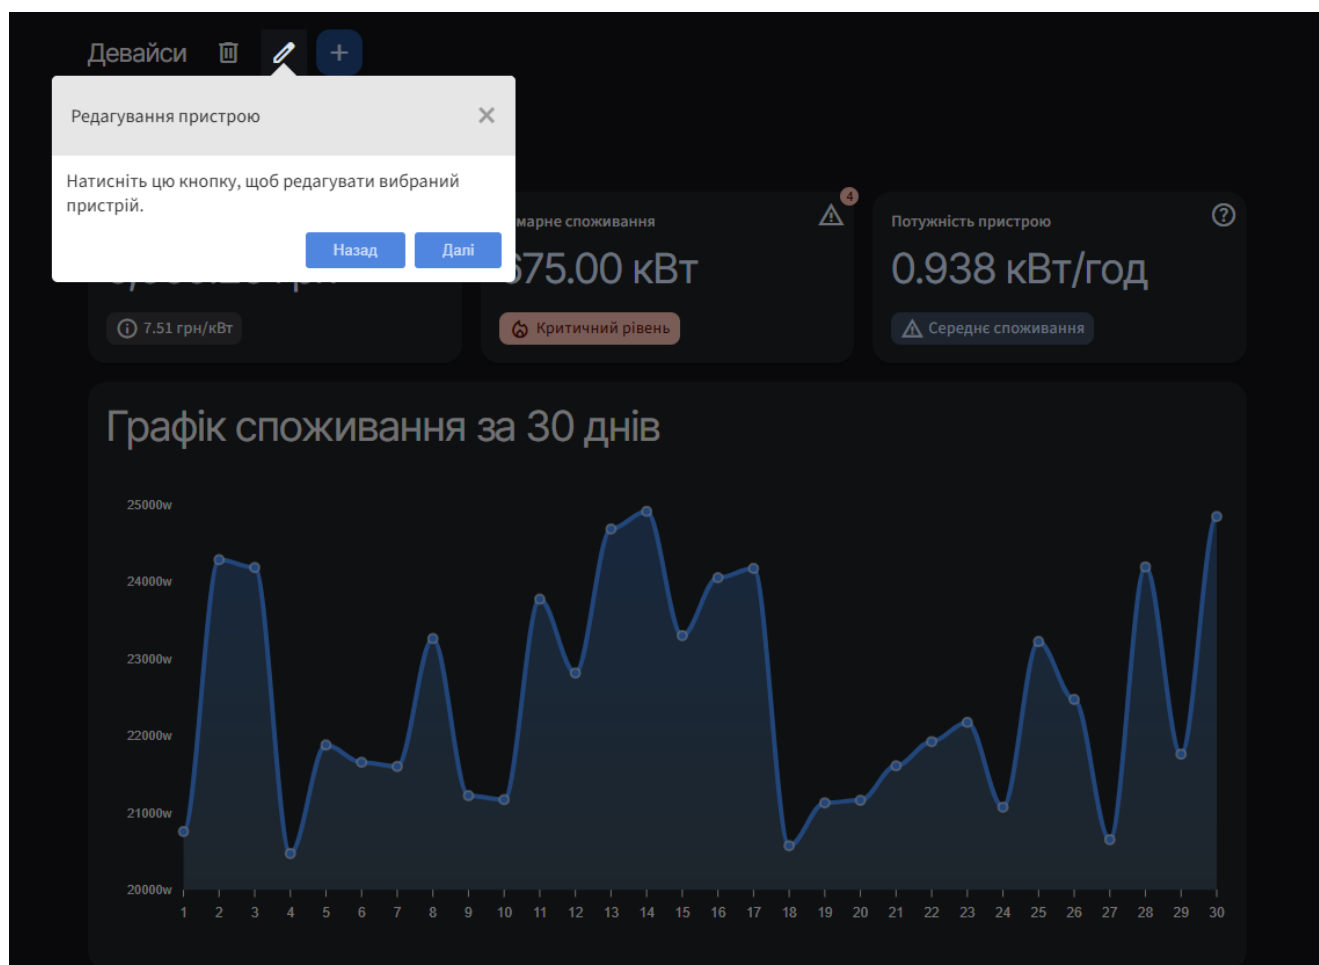 Девайси
Редагування пристрою
Натисніть цю кнопку, щоб редагувати вибраний
пристрій.
Назад Далі
марне споживання
4
675.00 кВт
Критичний рівень
Потужність пристрою
0.938 кВт/год
Середнє споживання
7.51 грн/кВт
Графік споживання за 30 днів
25000w
24000w
23000w
22000w
21000w
20000w
1 2 3 4 5 6 7 8 9 10 11 12 13 14 15 16 17 18 19 20 21 22 23 24 25 26 27 28 29 30